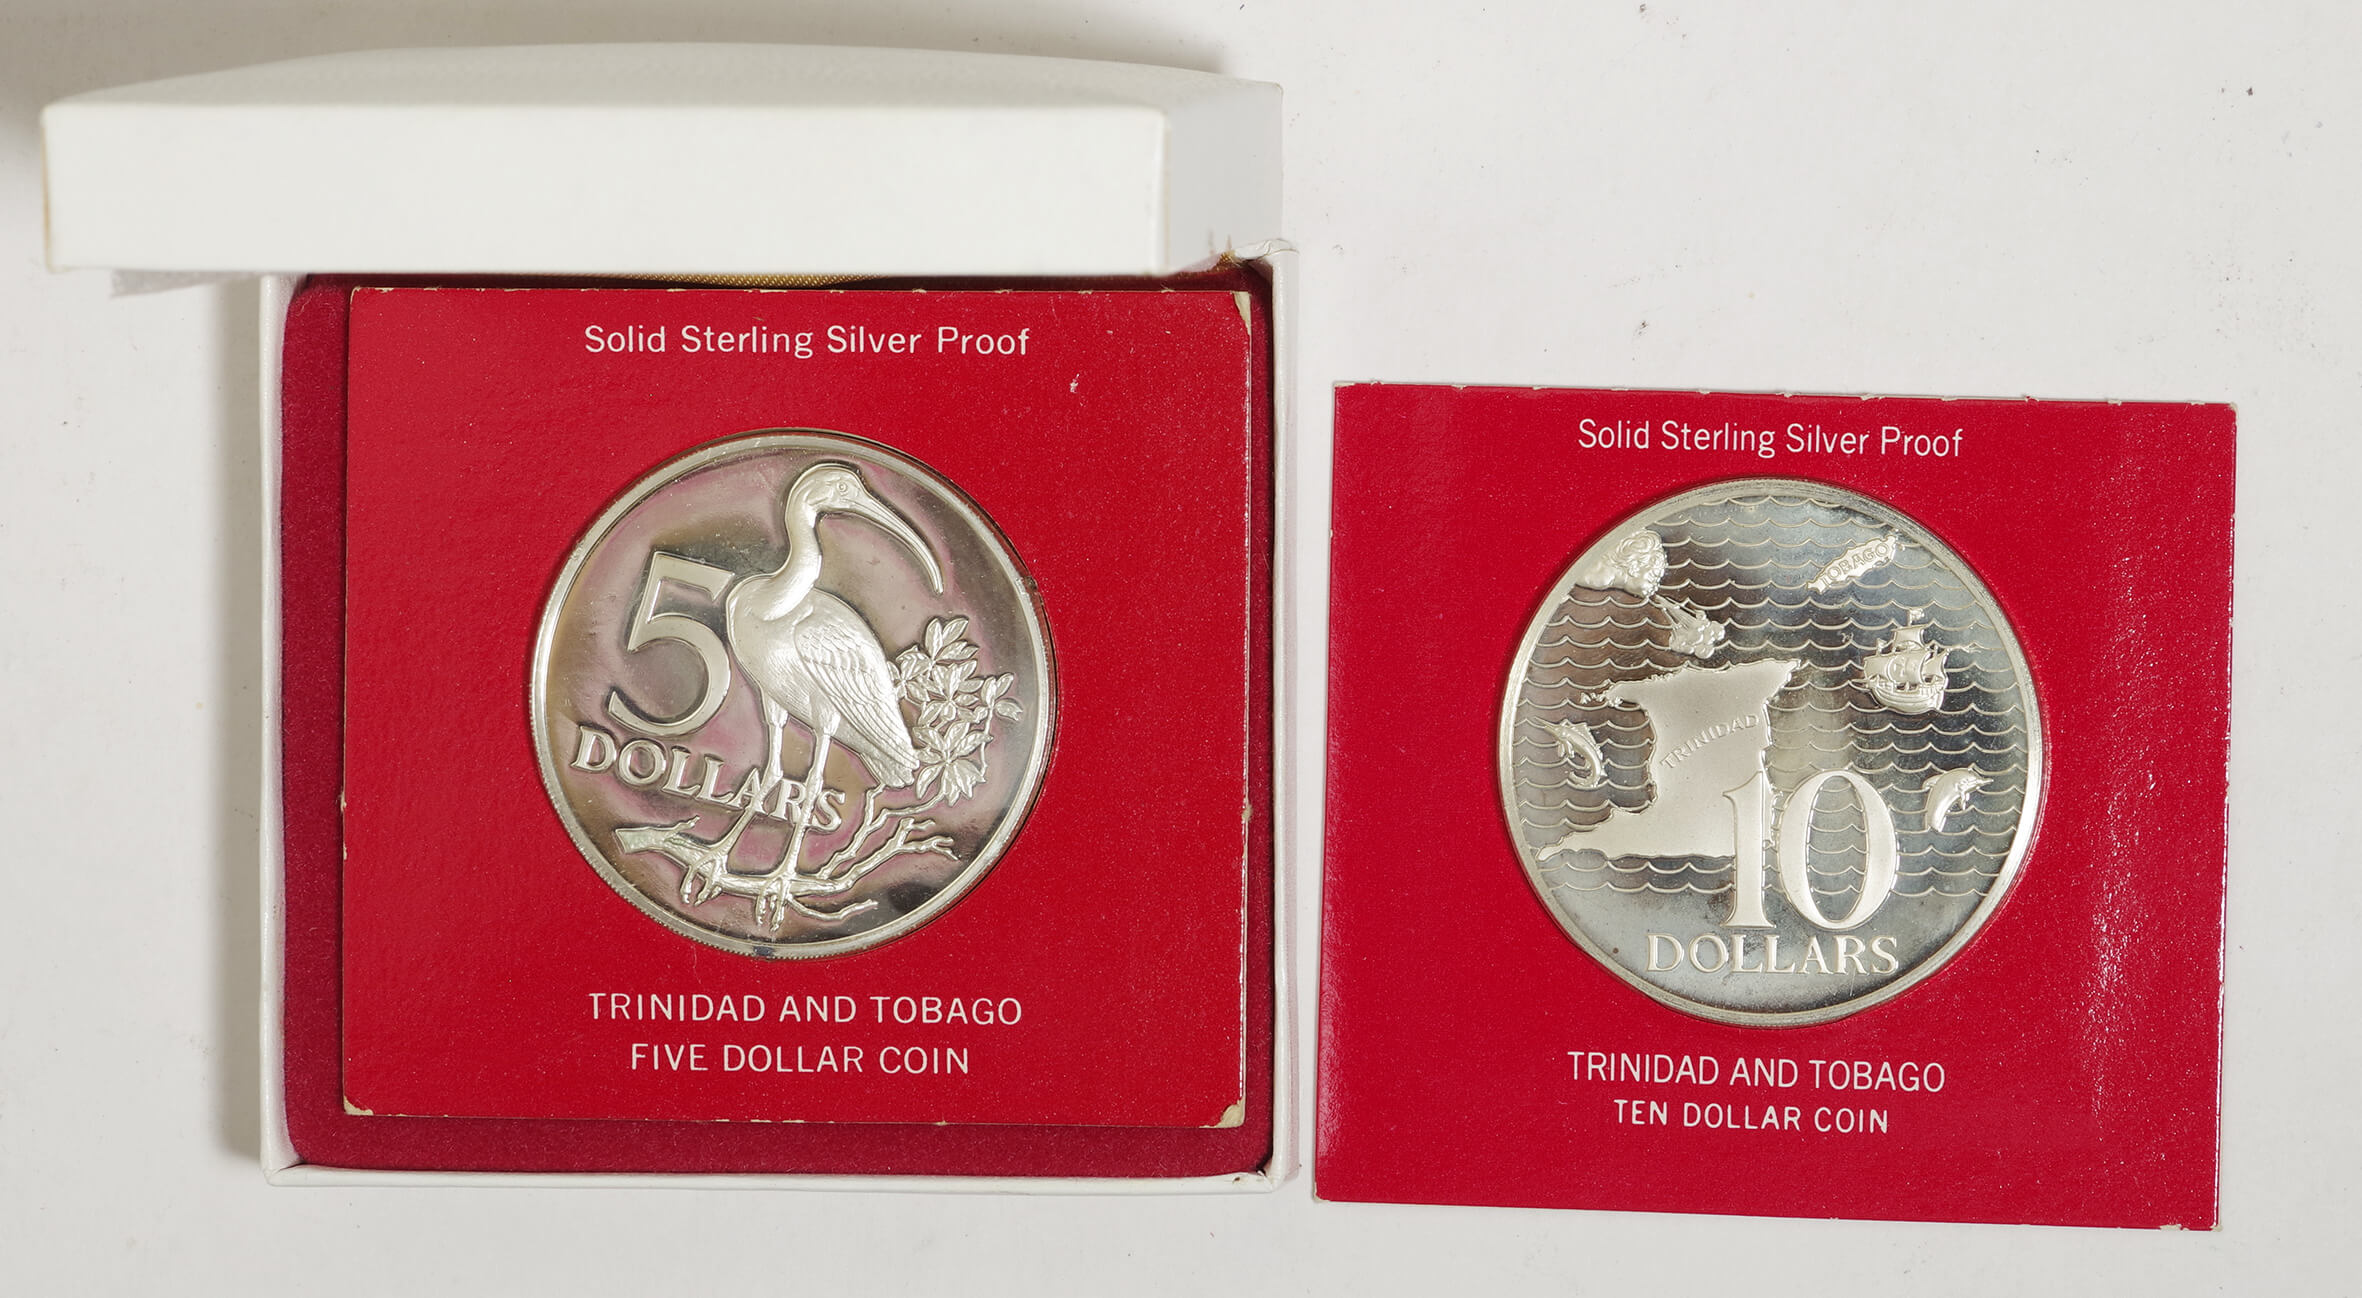 Solid Sterling Silver Proof
5
DOLLARS
TRINIDAD AND TOBAGO
FIVE DOLLAR COIN
Solid Sterling Silver Proof
TOBAGO
TRINIDAD
10
DOLLARS
TRINIDAD AND TOBAGO
TEN DOLLAR COIN